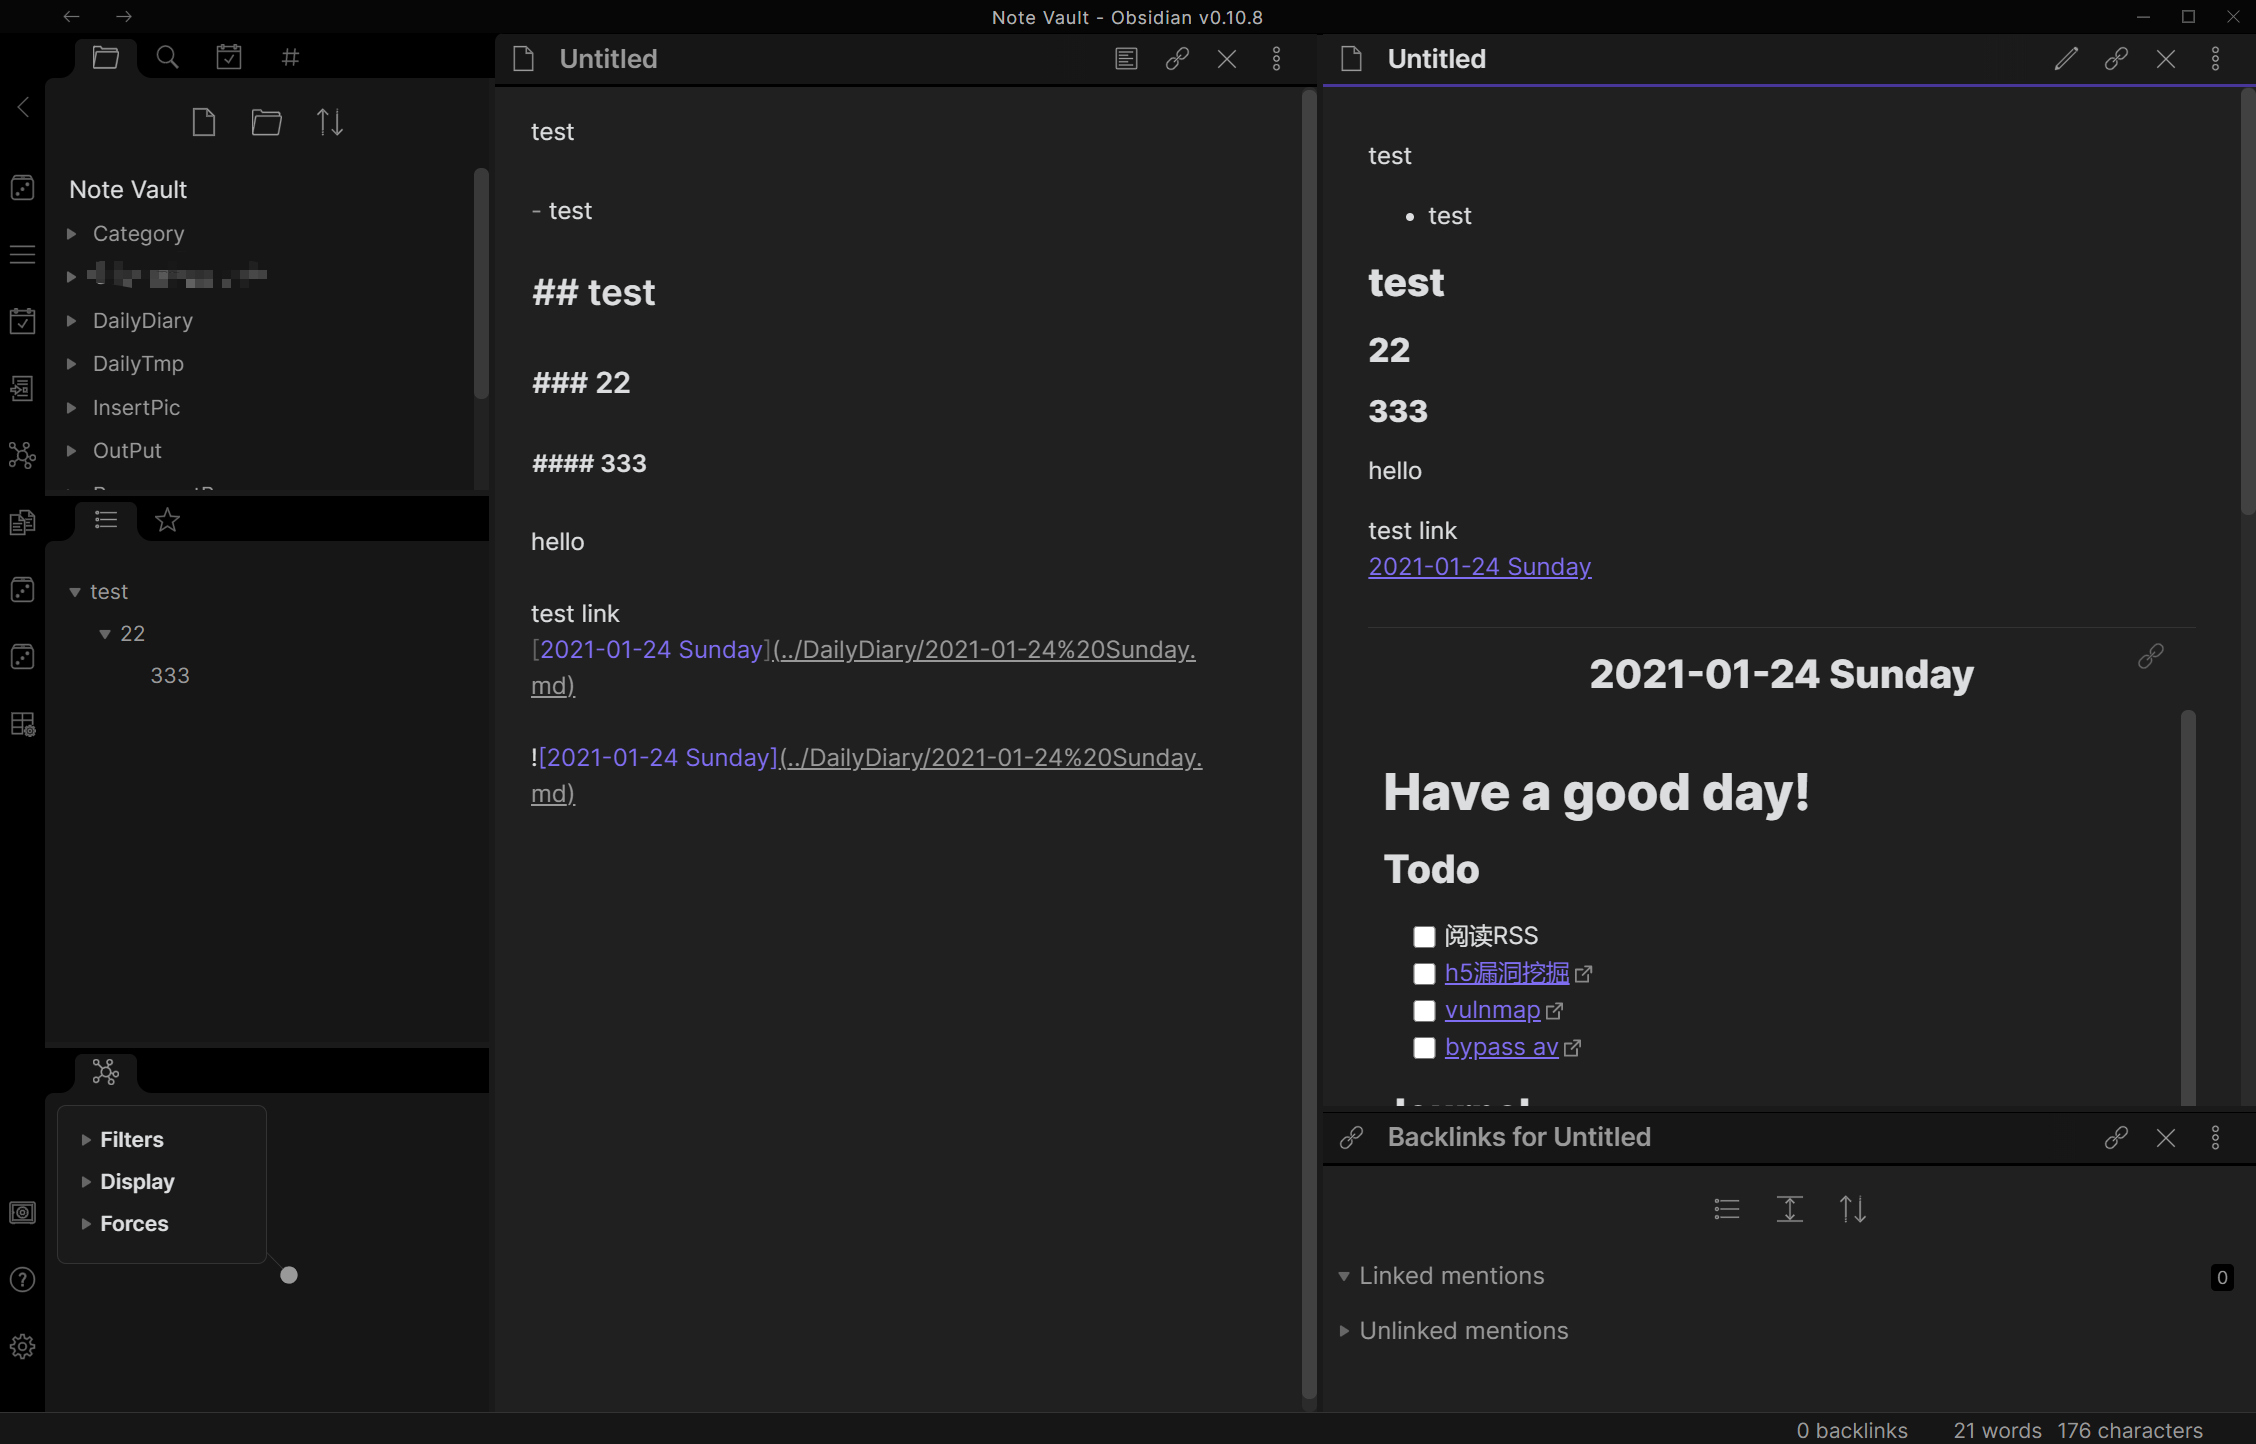 Note Vault - Obsidian v0.10.8
Note Vault
Category
DailyDiary
DailyTmp
InsertPic
OutPut
test
22
333
Filters
Display
Forces
Untitled
test
- test
## test
### 22
#### 333
hello
test link
[2021-01-24 Sunday](../DailyDiary/2021-01-24%20Sunday.
md)
![2021-01-24 Sunday](../DailyDiary/2021-01-24%20Sunday.
md)
Untitled
test
• test
test
22
333
hello
test link
2021-01-24 Sunday
2021-01-24 Sunday
Have a good day!
Todo
阅读RSS
h5漏洞挖掘
vulnmap
bypass av
Backlinks for Untitled
Linked mentions 0
Unlinked mentions
0 backlinks 21 words 176 characters